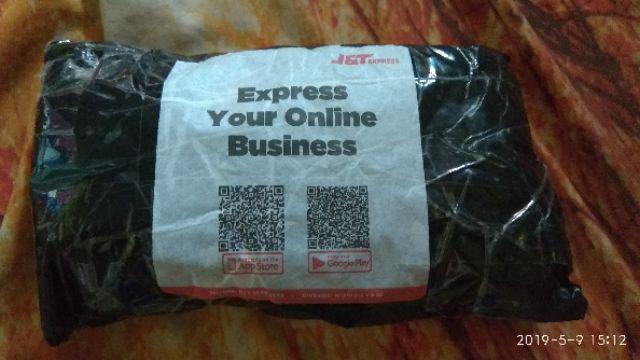 J&T EXPRESS
Express
Your Online
Business
App Store
Google Play
2019-5-9 15:12